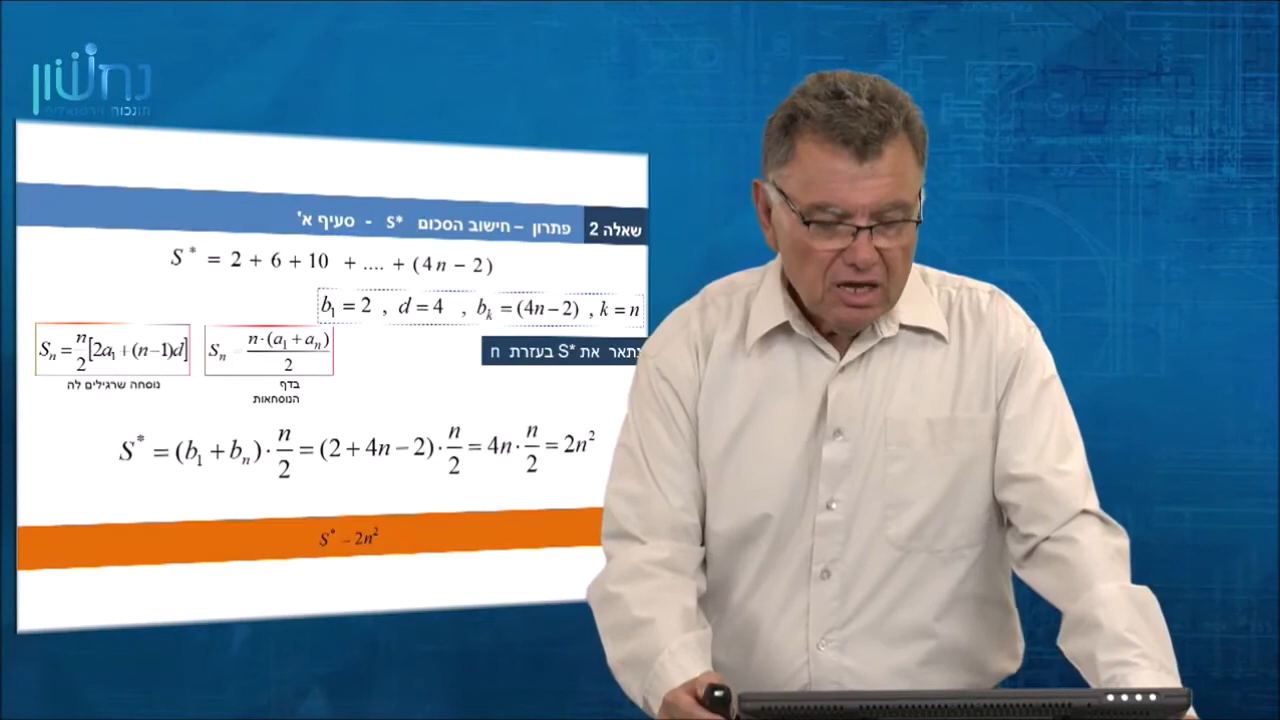 נחשון
שאלה 2 פתרון – חישוב הסכום S* - סעיף א'
S* = 2 + 6 + 10 + .... + (4n − 2)
b₁ = 2 , d = 4 , bₖ = (4n−2) , k = n
Sₙ = n/2[2a₁+(n−1)d]
Sₙ = n·(a₁+aₙ)/2
נתאר את S* בעזרת n
נוסחה שרגילים לה
בדף
הנוסחאות
S* = (b₁ + bₙ)·n/2 = (2+4n−2)·n/2 = 4n·n/2 = 2n²
S* = 2n²